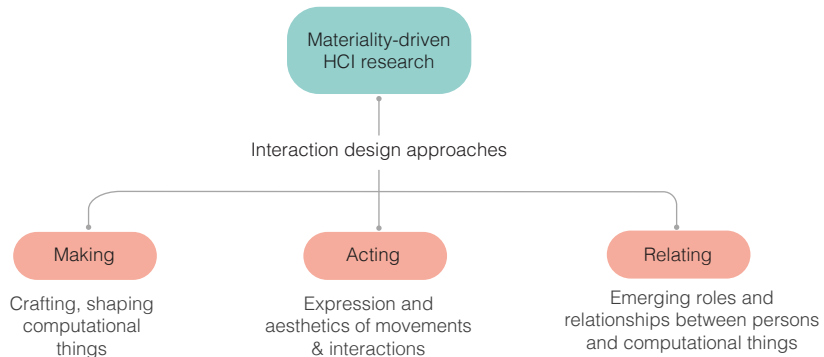 Materiality-driven
HCI research
Interaction design approaches
Making
Crafting, shaping
computational
things
Acting
Expression and
aesthetics of movements
& interactions
Relating
Emerging roles and
relationships between persons
and computational things